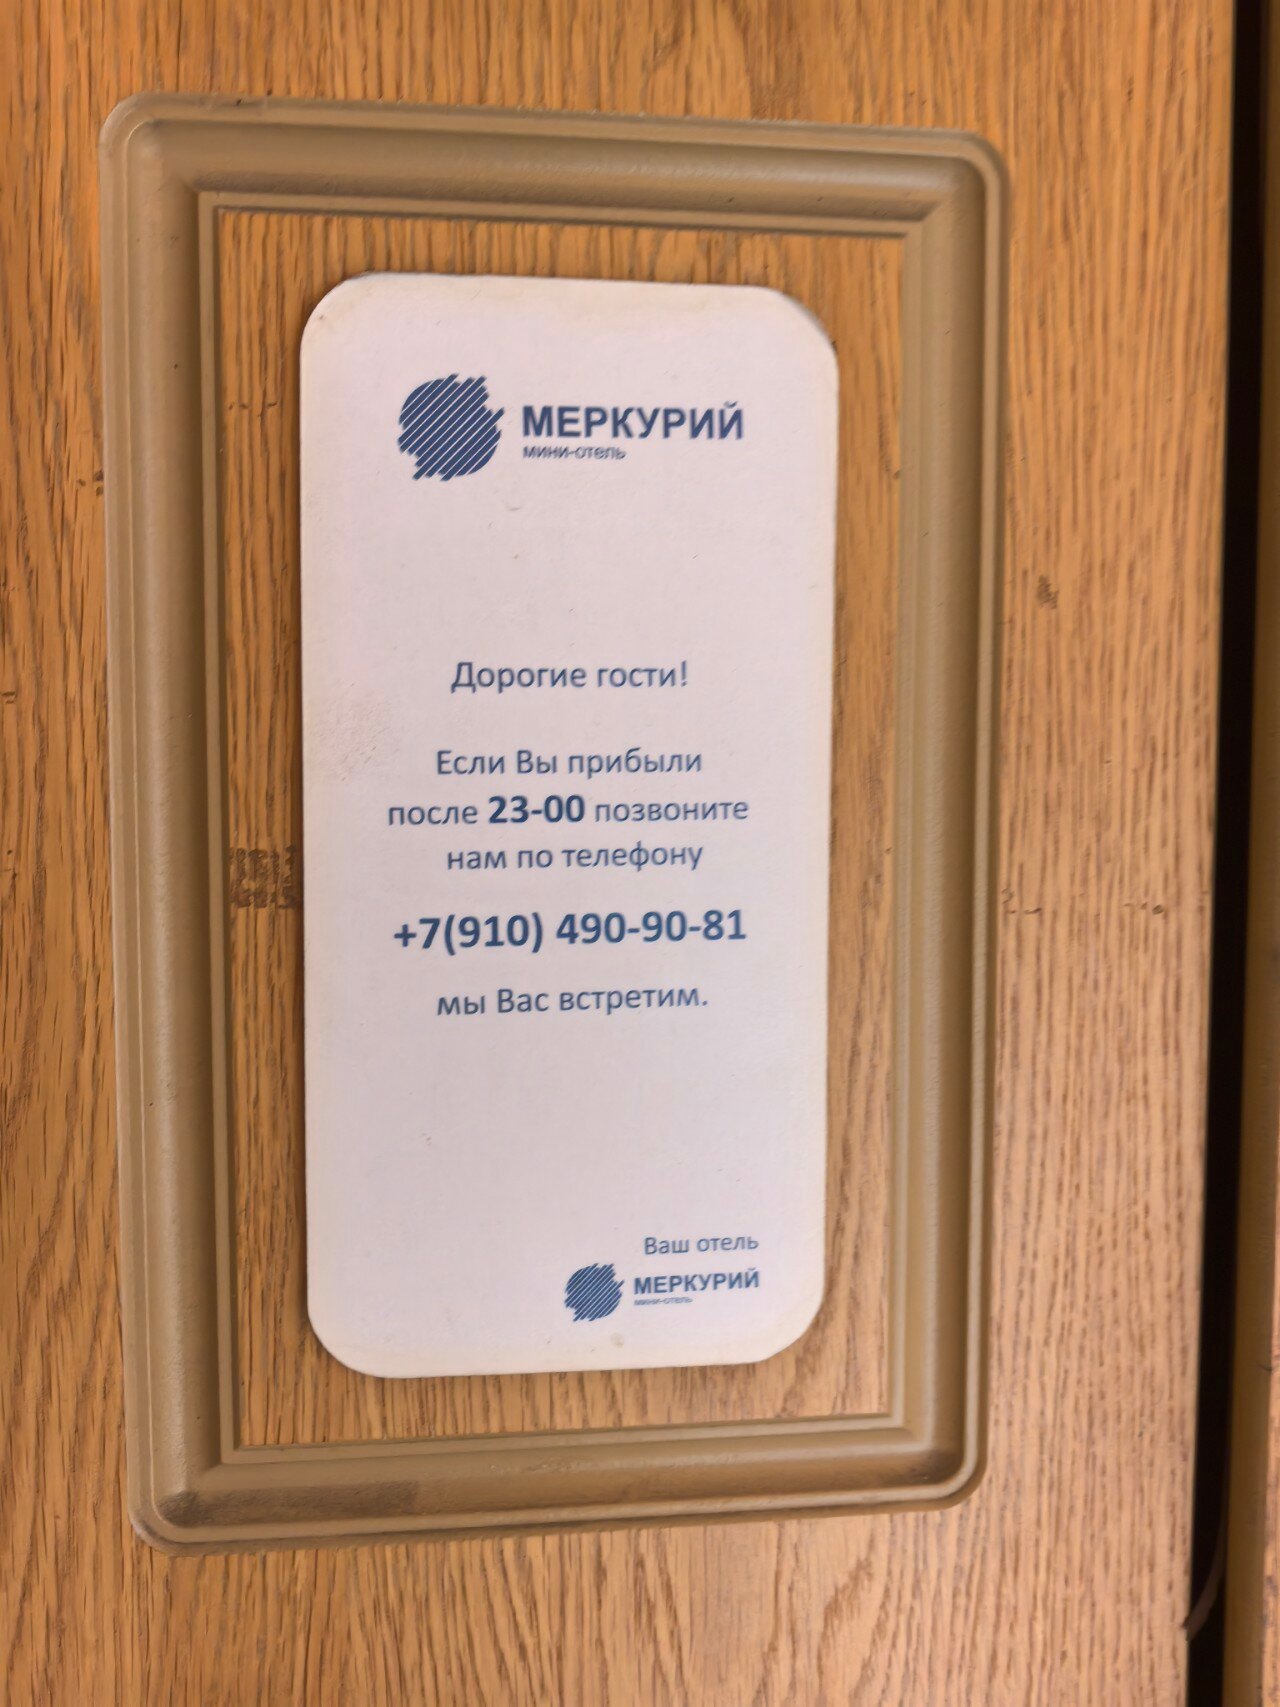 МЕРКУРИЙ
мини-отель
Дорогие гости!
Если Вы прибыли
после 23-00 позвоните
нам по телефону
+7(910) 490-90-81
мы Вас встретим.
Ваш отель
МЕРКУРИЙ
мини-отель